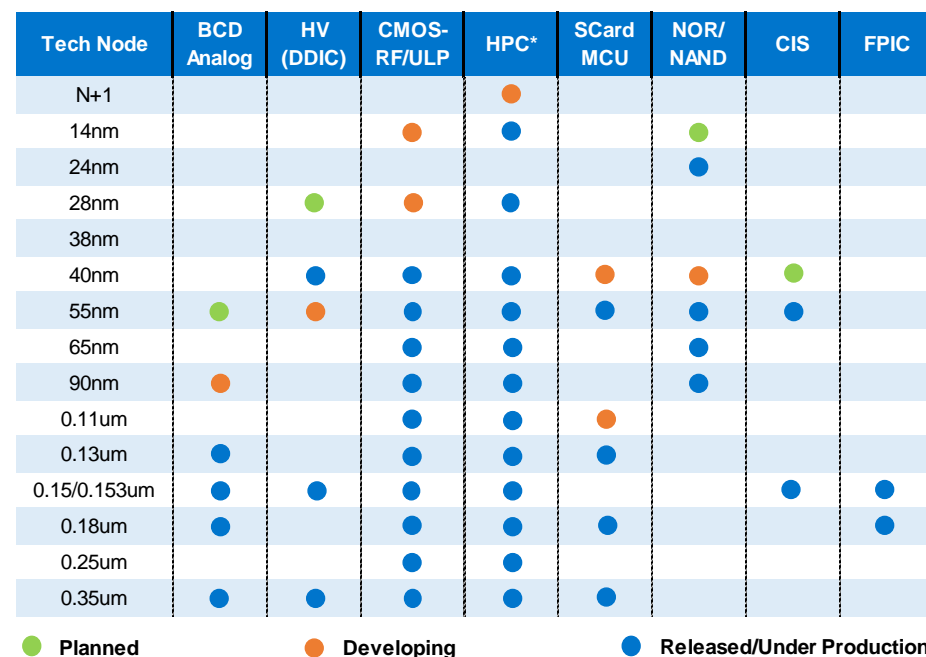 Tech Node
BCD
Analog
HV
(DDIC)
CMOS-
RF/ULP
HPC*
SCard
MCU
NOR/
NAND
CIS
FPIC
N+1
14nm
24nm
28nm
38nm
40nm
55nm
65nm
90nm
0.11um
0.13um
0.15/0.153um
0.18um
0.25um
0.35um
Planned
Developing
Released/Under Production